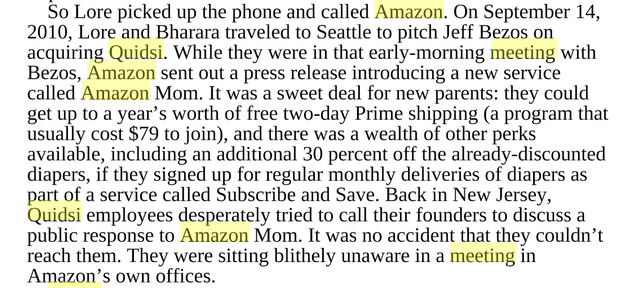 So Lore picked up the phone and called Amazon. On September 14,
2010, Lore and Bharara traveled to Seattle to pitch Jeff Bezos on
acquiring Quidsi. While they were in that early-morning meeting with
Bezos, Amazon sent out a press release introducing a new service
called Amazon Mom. It was a sweet deal for new parents: they could
get up to a year’s worth of free two-day Prime shipping (a program that
usually cost $79 to join), and there was a wealth of other perks
available, including an additional 30 percent off the already-discounted
diapers, if they signed up for regular monthly deliveries of diapers as
part of a service called Subscribe and Save. Back in New Jersey,
Quidsi employees desperately tried to call their founders to discuss a
public response to Amazon Mom. It was no accident that they couldn’t
reach them. They were sitting blithely unaware in a meeting in
Amazon’s own offices.